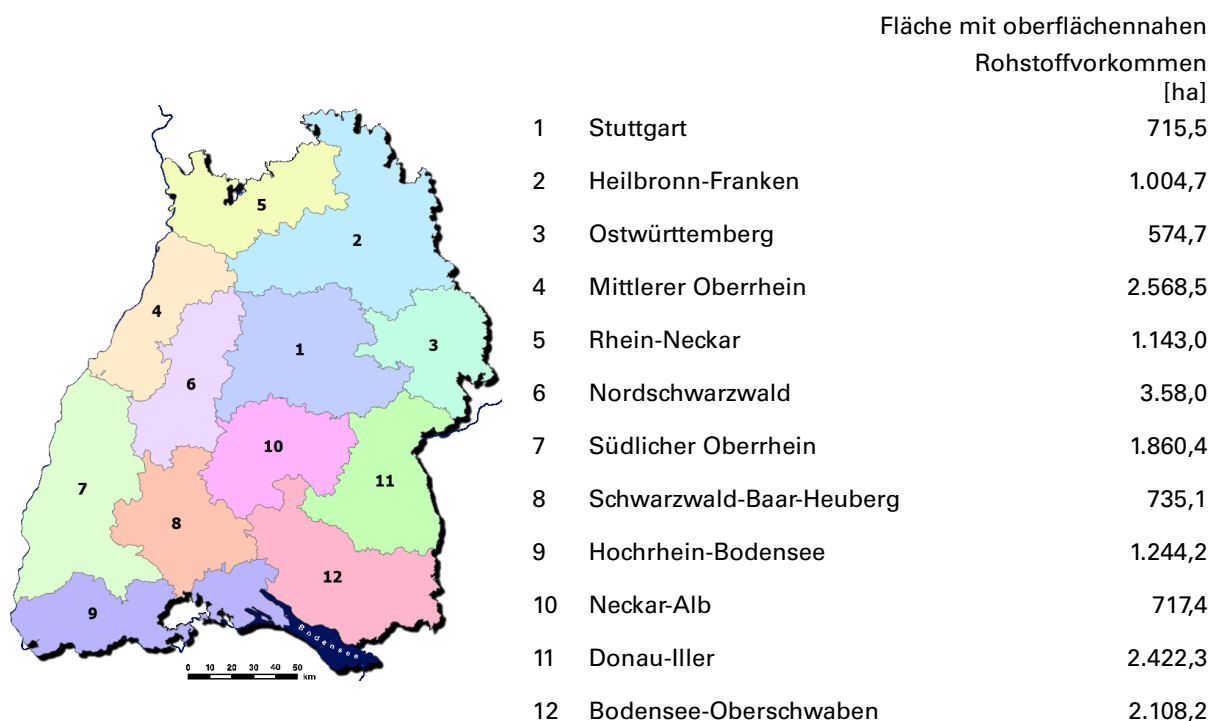 Fläche mit oberflächennahen
Rohstoffvorkommen
[ha]
1 Stuttgart 715,5
2 Heilbronn-Franken 1.004,7
3 Ostwürttemberg 574,7
4 Mittlerer Oberrhein 2.568,5
5 Rhein-Neckar 1.143,0
6 Nordschwarzwald 3.58,0
7 Südlicher Oberrhein 1.860,4
8 Schwarzwald-Baar-Heuberg 735,1
9 Hochrhein-Bodensee 1.244,2
10 Neckar-Alb 717,4
11 Donau-Iller 2.422,3
12 Bodensee-Oberschwaben 2.108,2
5
2
4
3
1
6
10
11
7
8
12
9
Bodensee
0 10 20 30 40 50
km